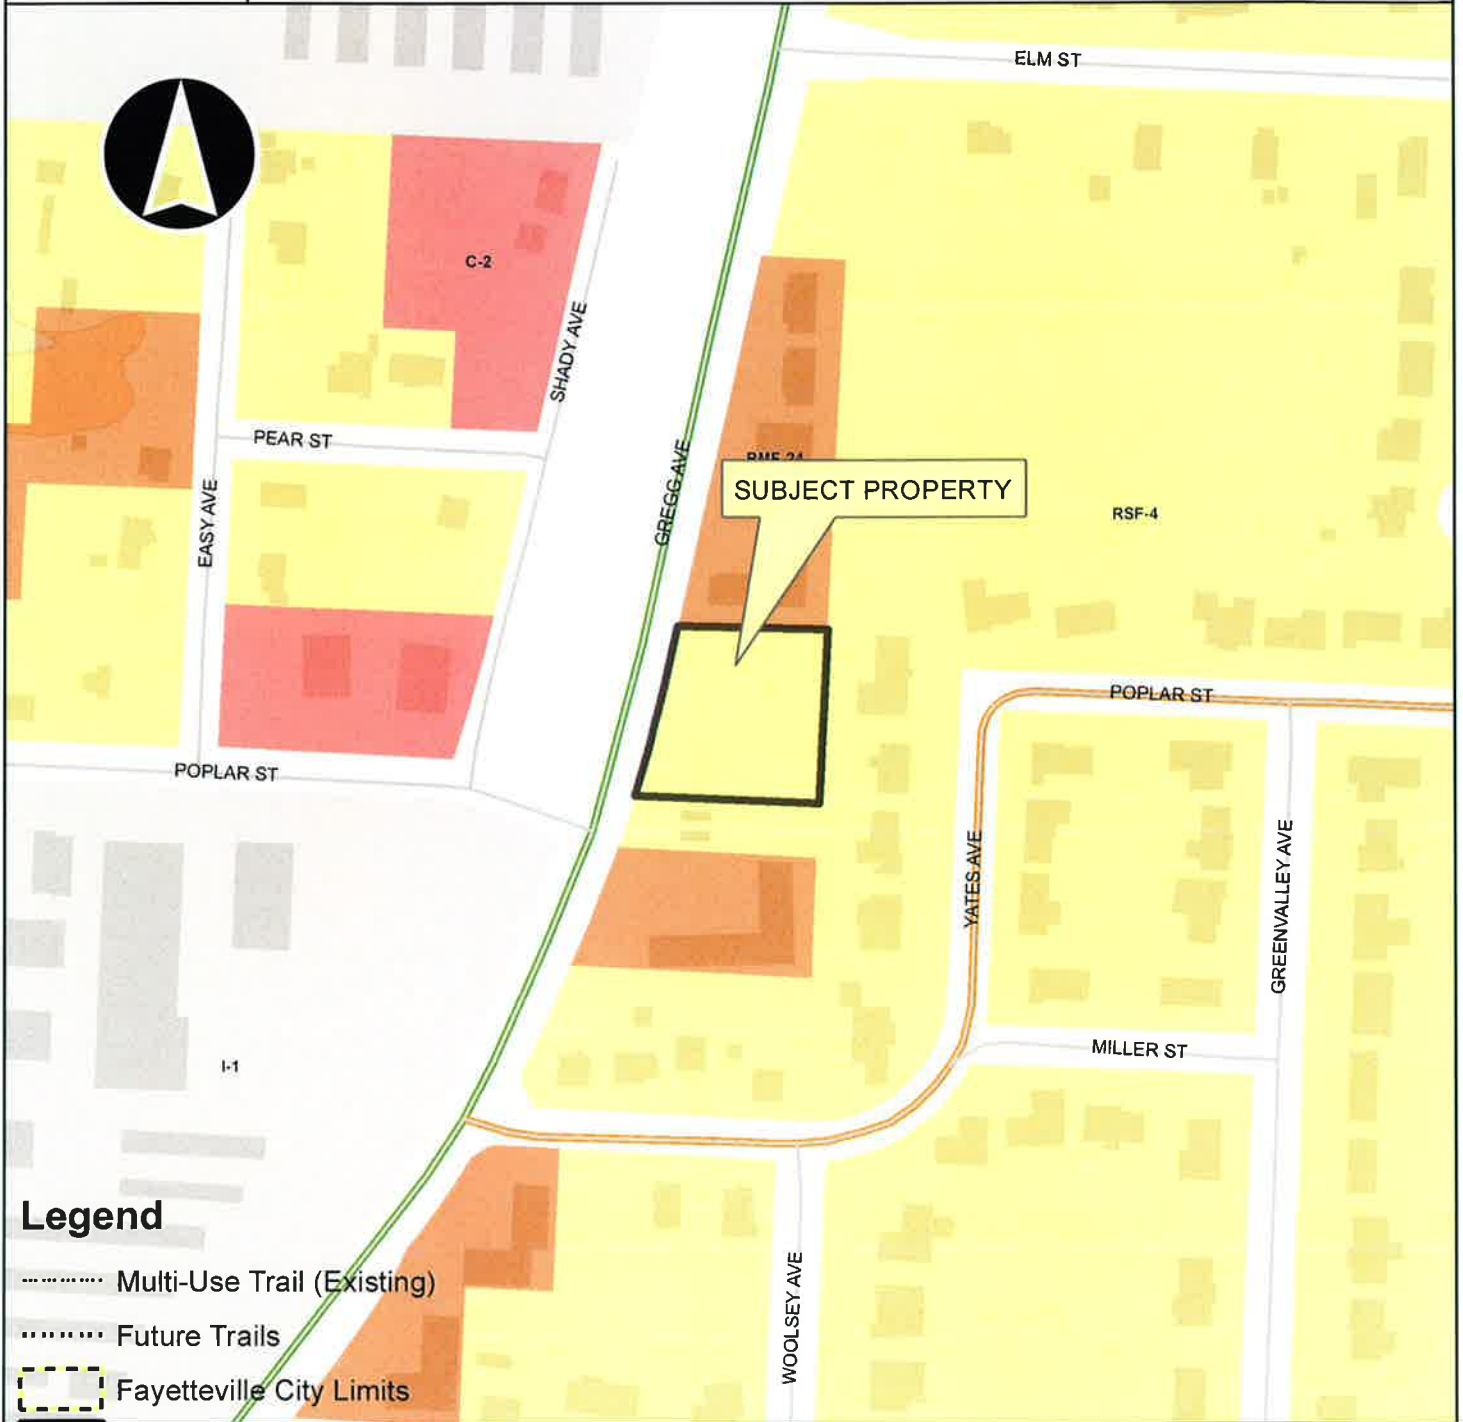 ELM ST
C-2
SHADY AVE
PEAR ST
GREGG AVE
RMF-24
SUBJECT PROPERTY
EASY AVE
RSF-4
POPLAR ST
POPLAR ST
YATES AVE
GREENVALLEY AVE
MILLER ST
I-1
Legend
Multi-Use Trail (Existing)
Future Trails
Fayetteville City Limits
WOOLSEY AVE